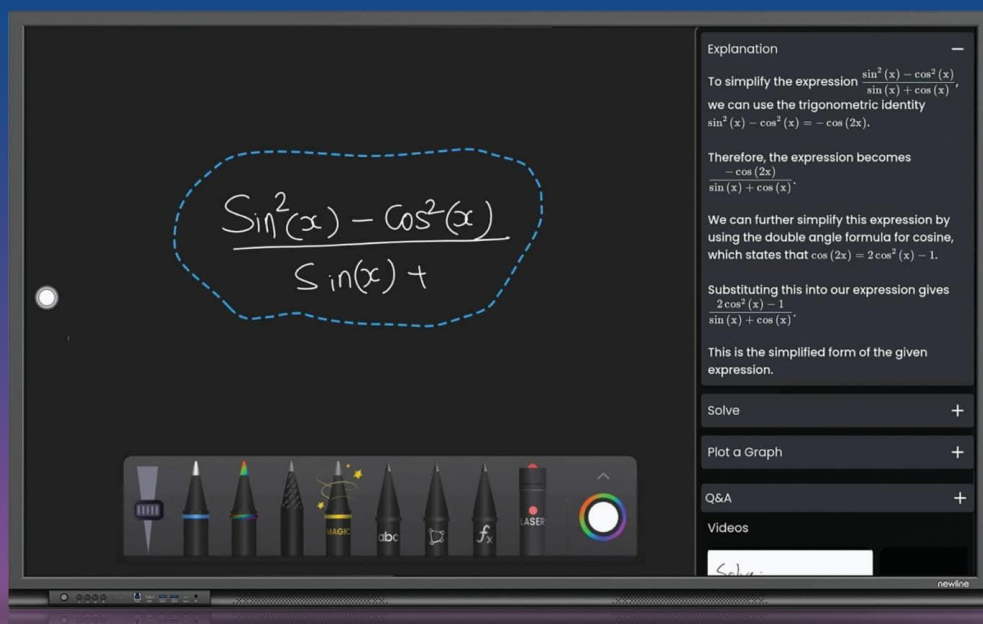 Sin²(x) – Cos²(x)
Sin(x) +
Explanation
To simplify the expression sin² (x) – cos² (x) / sin (x) + cos (x),
we can use the trigonometric identity
sin² (x) – cos² (x) = – cos (2x).
Therefore, the expression becomes
– cos (2x)
sin (x) + cos (x).
We can further simplify this expression by
using the double angle formula for cosine,
which states that cos (2x) = 2 cos² (x) – 1.
Substituting this into our expression gives
2 cos² (x) – 1
sin (x) + cos (x).
This is the simplified form of the given
expression.
Solve
Plot a Graph
Q&A
Videos
MAGIC
abc
fx
LASER
newline